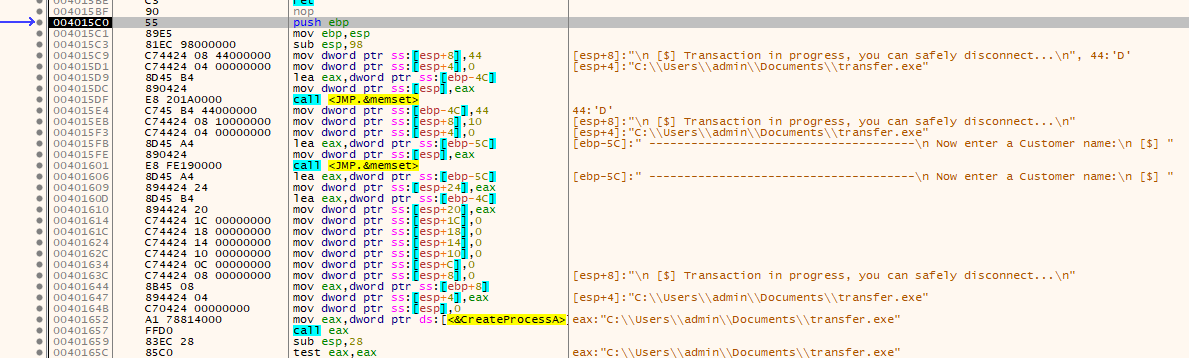 004015BE C3 ret
004015BF 90 nop
004015C0 55 push ebp
004015C1 89E5 mov ebp,esp
004015C3 81EC 98000000 sub esp,98
004015C9 C74424 08 44000000 mov dword ptr ss:[esp+8],44 [esp+8]:"\n [$] Transaction in progress, you can safely disconnect...\n", 44:'D'
004015D1 C74424 04 00000000 mov dword ptr ss:[esp+4],0 [esp+4]:"C:\\Users\\admin\\Documents\\transfer.exe"
004015D9 8D45 B4 lea eax,dword ptr ss:[ebp-4C]
004015DC 890424 mov dword ptr ss:[esp],eax
004015DF E8 201A0000 call <JMP.&memset>
004015E4 C745 B4 44000000 mov dword ptr ss:[ebp-4C],44 44:'D'
004015EB C74424 08 10000000 mov dword ptr ss:[esp+8],10 [esp+8]:"\n [$] Transaction in progress, you can safely disconnect...\n"
004015F3 C74424 04 00000000 mov dword ptr ss:[esp+4],0 [esp+4]:"C:\\Users\\admin\\Documents\\transfer.exe"
004015FB 8D45 A4 lea eax,dword ptr ss:[ebp-5C] [ebp-5C]:" --------------------------------------\n Now enter a Customer name:\n [$] "
004015FE 890424 mov dword ptr ss:[esp],eax
00401601 E8 FE190000 call <JMP.&memset>
00401606 8D45 A4 lea eax,dword ptr ss:[ebp-5C] [ebp-5C]:" --------------------------------------\n Now enter a Customer name:\n [$] "
00401609 894424 24 mov dword ptr ss:[esp+24],eax
0040160D 8D45 B4 lea eax,dword ptr ss:[ebp-4C]
00401610 894424 20 mov dword ptr ss:[esp+20],eax
00401614 C74424 1C 00000000 mov dword ptr ss:[esp+1C],0
0040161C C74424 18 00000000 mov dword ptr ss:[esp+18],0
00401624 C74424 14 00000000 mov dword ptr ss:[esp+14],0
0040162C C74424 10 00000000 mov dword ptr ss:[esp+10],0
00401634 C74424 0C 00000000 mov dword ptr ss:[esp+C],0
0040163C C74424 08 00000000 mov dword ptr ss:[esp+8],0 [esp+8]:"\n [$] Transaction in progress, you can safely disconnect...\n"
00401644 8B45 08 mov eax,dword ptr ss:[ebp+8]
00401647 894424 04 mov dword ptr ss:[esp+4],eax [esp+4]:"C:\\Users\\admin\\Documents\\transfer.exe"
0040164B C70424 00000000 mov dword ptr ss:[esp],0
00401652 A1 78814000 mov eax,dword ptr ds:[<&CreateProcessA>] eax:"C:\\Users\\admin\\Documents\\transfer.exe"
00401657 FFD0 call eax
00401659 83EC 28 sub esp,28
0040165C 85C0 test eax,eax eax:"C:\\Users\\admin\\Documents\\transfer.exe"